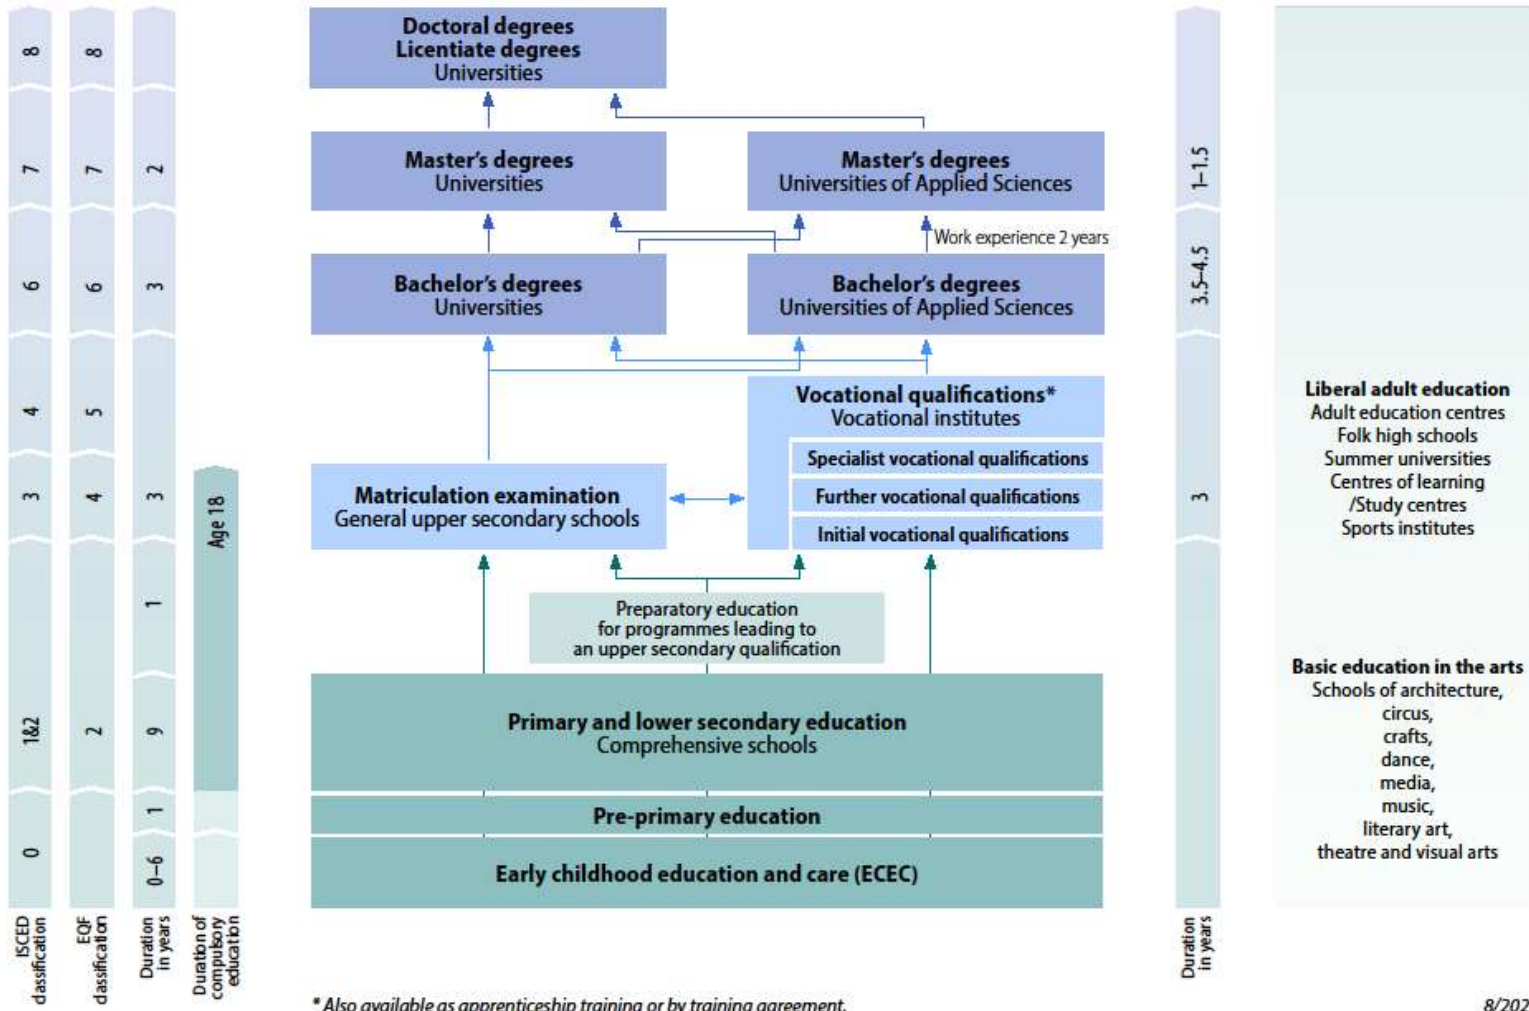 8
7
6
4
3
1&2
0
ISCED
classification
8
7
6
5
4
2
EQF
classification
2
3
3
1
9
1
0–6
Duration
in years
Age 18
Duration of
compulsory
education
Doctoral degrees
Licentiate degrees
Universities
Master's degrees
Universities
Master's degrees
Universities of Applied Sciences
Work experience 2 years
Bachelor's degrees
Universities
Bachelor's degrees
Universities of Applied Sciences
Vocational qualifications*
Vocational institutes
Specialist vocational qualifications
Further vocational qualifications
Initial vocational qualifications
Matriculation examination
General upper secondary schools
Preparatory education
for programmes leading to
an upper secondary qualification
Primary and lower secondary education
Comprehensive schools
Pre-primary education
Early childhood education and care (ECEC)
* Also available as apprenticeship training or by training agreement.
1–1.5
3.5–4.5
3
Duration
in years
Liberal adult education
Adult education centres
Folk high schools
Summer universities
Centres of learning
/Study centres
Sports institutes
Basic education in the arts
Schools of architecture,
circus,
crafts,
dance,
media,
music,
literary art,
theatre and visual arts
8/202